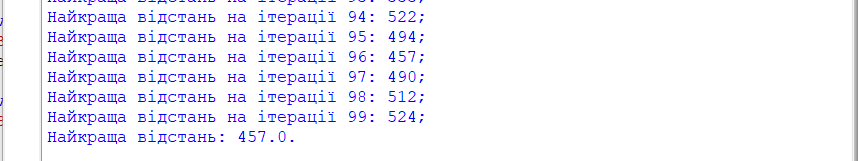 Найкраща відстань на ітерації 94: 522;
Найкраща відстань на ітерації 95: 494;
Найкраща відстань на ітерації 96: 457;
Найкраща відстань на ітерації 97: 490;
Найкраща відстань на ітерації 98: 512;
Найкраща відстань на ітерації 99: 524;
Найкраща відстань: 457.0.